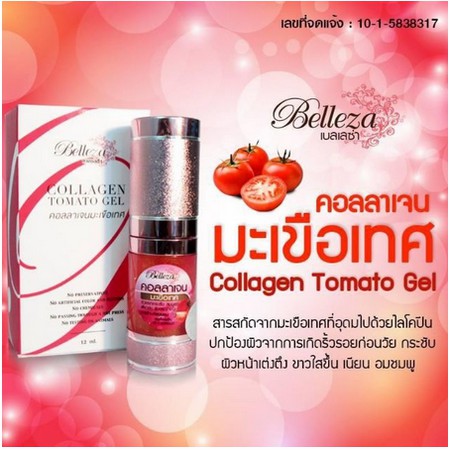 เลขที่จดแจ้ง : 10-1-5838317
Belleza
เบลเลซ่า
คอลลาเจน
มะเขือเทศ
Collagen Tomato Gel
สารสกัดจากมะเขือเทศที่อุดมไปด้วยไลโคปีน
ปกป้องผิวจากการเกิดริ้วรอยก่อนวัย กระชับ
ผิวหน้าเต่งตึง ขาวใสขึ้น เนียน อมชมพู
Belleza
COLLAGEN
TOMATO GEL
คอลลาเจนมะเขือเทศ
12 ml
Belleza
คอลลาเจน
มะเขือเทศ